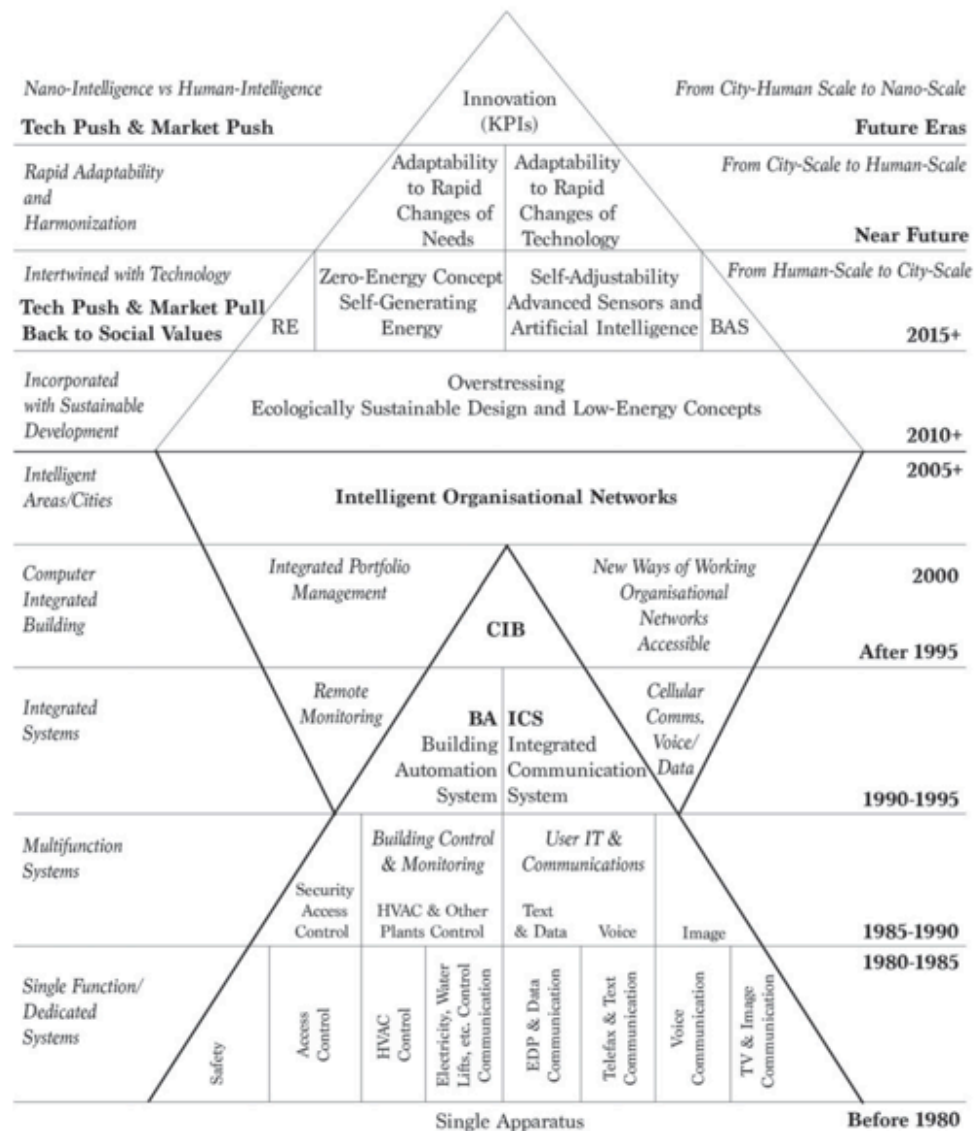 Nano-Intelligence vs Human-Intelligence
Tech Push & Market Push
Innovation
(KPIs)
From City-Human Scale to Nano-Scale
Future Eras
Rapid Adaptability
and
Harmonization
Adaptability
to Rapid
Changes of
Needs
Adaptability
to Rapid
Changes of
Technology
From City-Scale to Human-Scale
Near Future
Intertwined with Technology
Tech Push & Market Pull
Back to Social Values
RE
Zero-Energy Concept
Self-Generating
Energy
Self-Adjustability
Advanced Sensors and
Artificial Intelligence
BAS
From Human-Scale to City-Scale
2015+
Incorporated
with Sustainable
Development
Overstressing
Ecologically Sustainable Design and Low-Energy Concepts
2010+
Intelligent
Areas/Cities
Intelligent Organisational Networks
2005+
Computer
Integrated
Building
Integrated Portfolio
Management
CIB
New Ways of Working
Organisational
Networks
Accessible
2000
After 1995
Integrated
Systems
Remote
Monitoring
BA
Building
Automation
System
ICS
Integrated
Communication
System
Cellular
Comms,
Voice/
Data
1990-1995
Multifunction
Systems
Security
Access
Control
Building Control
& Monitoring
HVAC & Other
Plants Control
User IT &
Communications
Text
& Data
Voice
Image
1985-1990
1980-1985
Single Function/
Dedicated
Systems
Safety
Access
Control
HVAC
Control
Electricity, Water
Lifts, etc. Control
Communication
EDP & Data
Communication
Telefax & Text
Communication
Voice
Communication
TV & Image
Communication
Single Apparatus
Before 1980